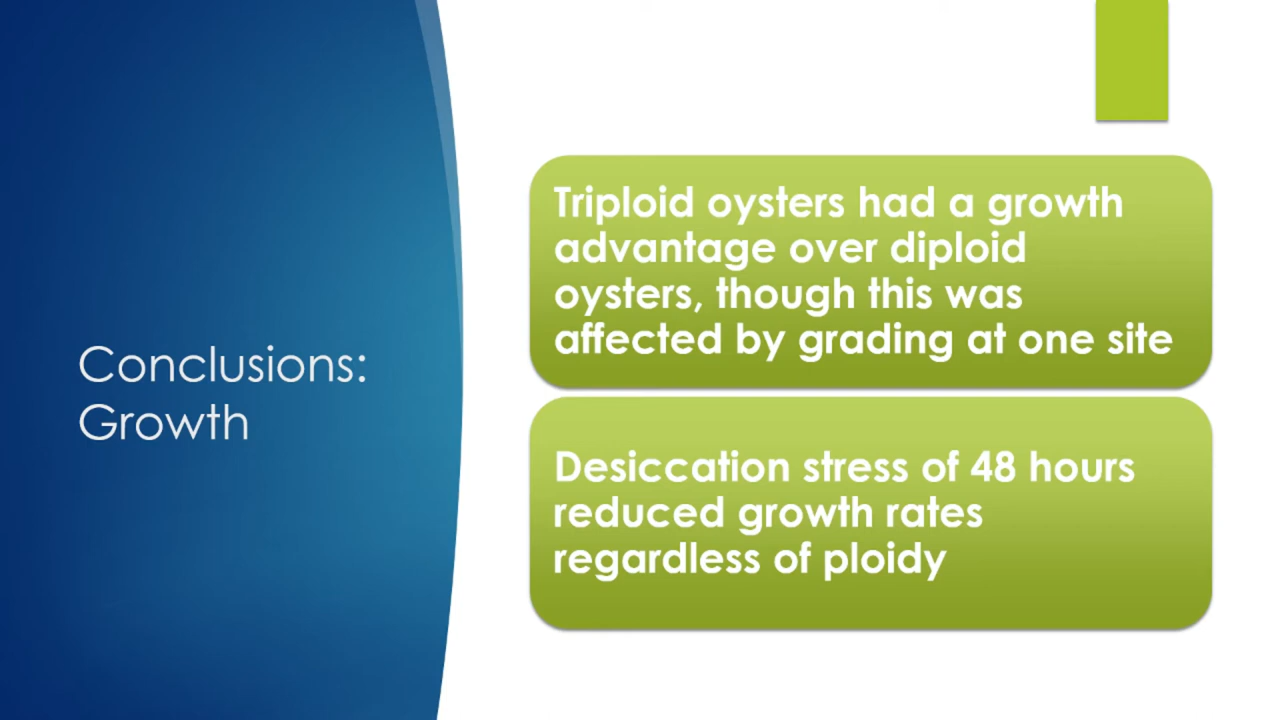 Conclusions:
Growth
Triploid oysters had a growth
advantage over diploid
oysters, though this was
affected by grading at one site
Desiccation stress of 48 hours
reduced growth rates
regardless of ploidy